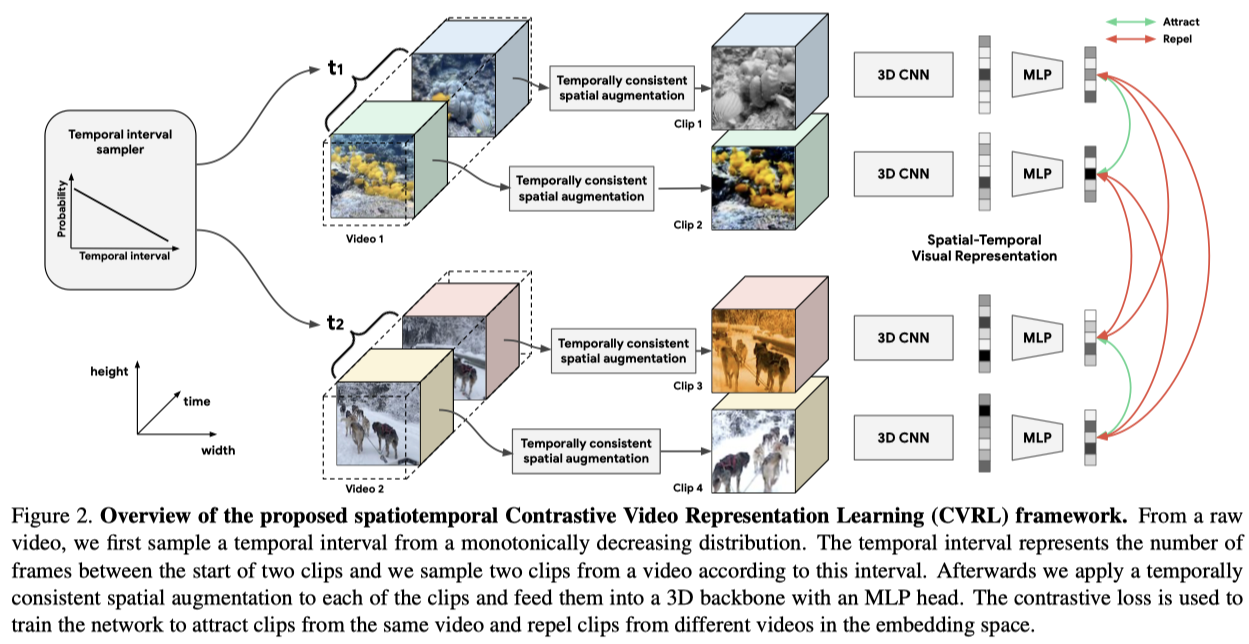 Attract
Repel
t1
Temporally consistent
spatial augmentation
3D CNN
MLP
Clip 1
Temporal interval
sampler
Probability
Temporal interval
Temporally consistent
spatial augmentation
3D CNN
MLP
Clip 2
Video 1
Spatial-Temporal
Visual Representation
t2
Temporally consistent
spatial augmentation
3D CNN
MLP
Clip 3
height
time
width
Temporally consistent
spatial augmentation
3D CNN
MLP
Clip 4
Video 2
Figure 2. Overview of the proposed spatiotemporal Contrastive Video Representation Learning (CVRL) framework. From a raw
video, we first sample a temporal interval from a monotonically decreasing distribution. The temporal interval represents the number of
frames between the start of two clips and we sample two clips from a video according to this interval. Afterwards we apply a temporally
consistent spatial augmentation to each of the clips and feed them into a 3D backbone with an MLP head. The contrastive loss is used to
train the network to attract clips from the same video and repel clips from different videos in the embedding space.